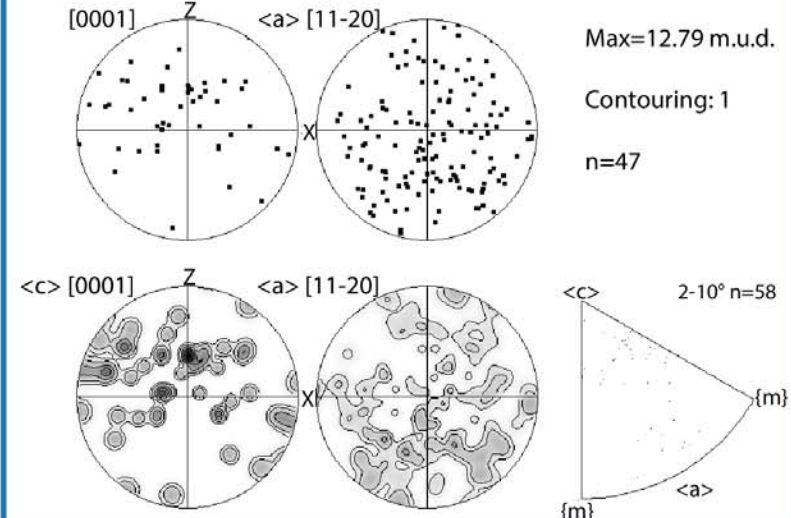 [0001]
Z
<a> [11-20]
X
Max=12.79 m.u.d.
Contouring: 1
n=47
<c> [0001]
Z
<a> [11-20]
X
<c>
2-10° n=58
{m}
<a>
{m}